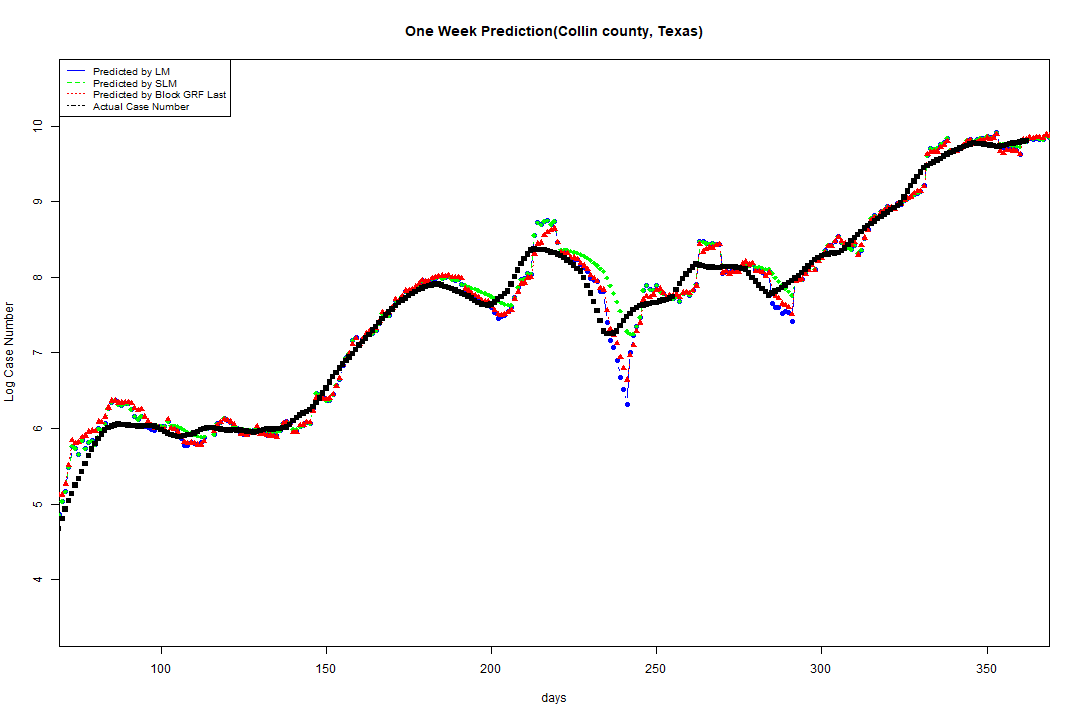 One Week Prediction(Collin county, Texas)
Predicted by LM
Predicted by SLM
Predicted by Block GRF Last
Actual Case Number
10
9
8
7
6
5
4
Log Case Number
100 150 200 250 300 350
days